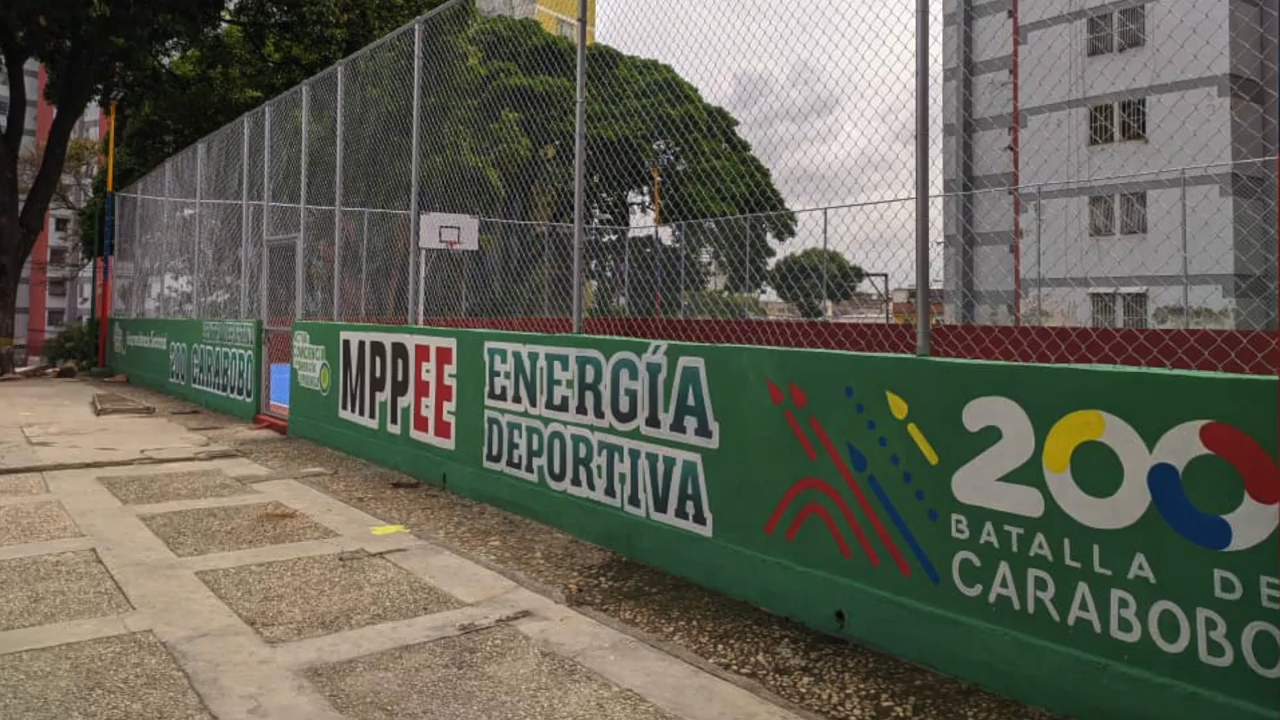 200 CARABOBO
MPPEE
ENERGÍA
DEPORTIVA
200
BATALLA DE
CARABOBO